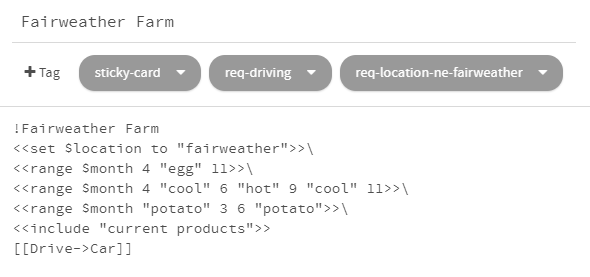 Fairweather Farm
+ Tag sticky-card req-driving req-location-ne-fairweather
!Fairweather Farm
<<set $location to "fairweather">>\
<<range $month 4 "egg" 11>>\
<<range $month 4 "cool" 6 "hot" 9 "cool" 11>>\
<<range $month "potato" 3 6 "potato">>\
<<include "current products">>
[[Drive->Car]]